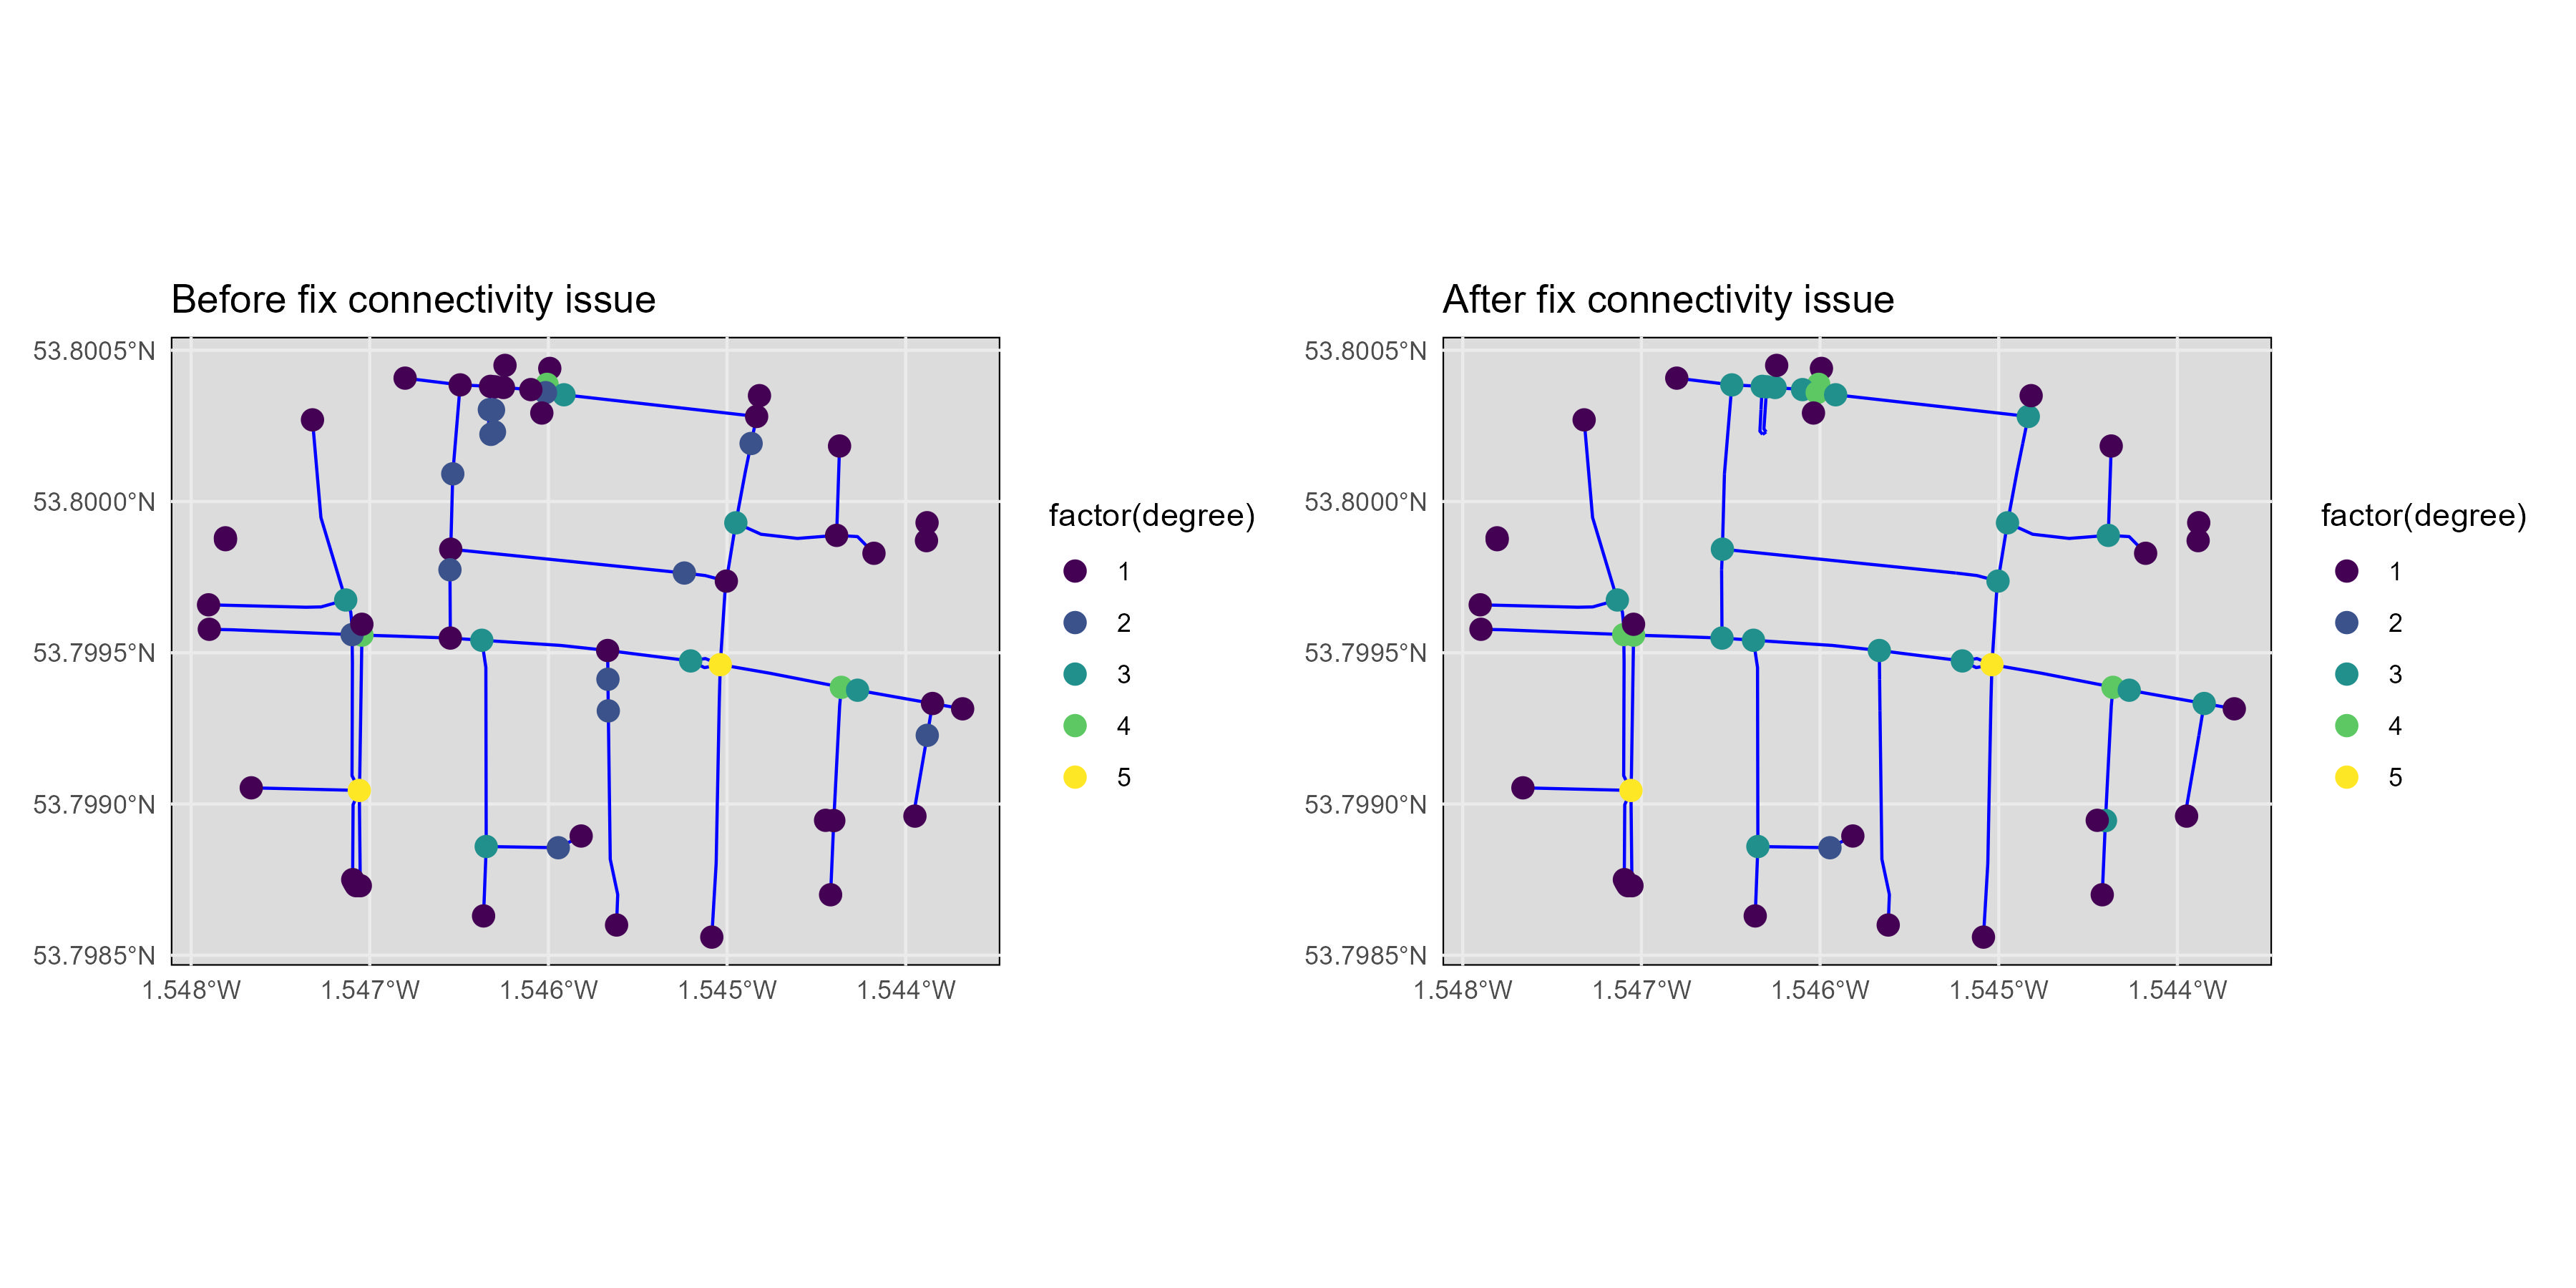 Before fix connectivity issue
53.8005°N
53.8000°N
53.7995°N
53.7990°N
53.7985°N
1.548°W 1.547°W 1.546°W 1.545°W 1.544°W
factor(degree)
1
2
3
4
5
After fix connectivity issue
53.8005°N
53.8000°N
53.7995°N
53.7990°N
53.7985°N
1.548°W 1.547°W 1.546°W 1.545°W 1.544°W
factor(degree)
1
2
3
4
5